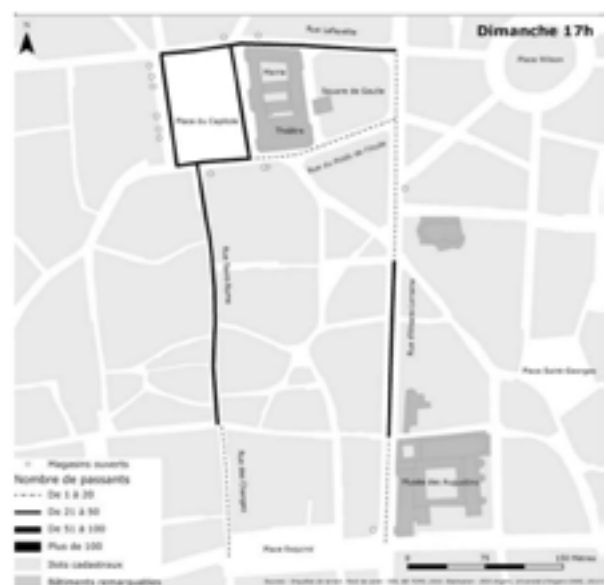 N
Dimanche 17h
Rue Lafayette
Place Wilson
Mairie
Square de Gaulle
Place du Capitole
Théâtre
Rue du Poids de l'Huile
Rue Saint-Rome
Rue d'Alsace-Lorraine
Place Saint-Georges
Rue des Changes
Musée des Augustins
Place Esquirol
Magasins ouverts
Nombre de passants
De 1 à 20
De 21 à 50
De 51 à 100
Plus de 100
Ilots cadastraux
Bâtiments remarquables
0 75 150 Mètres